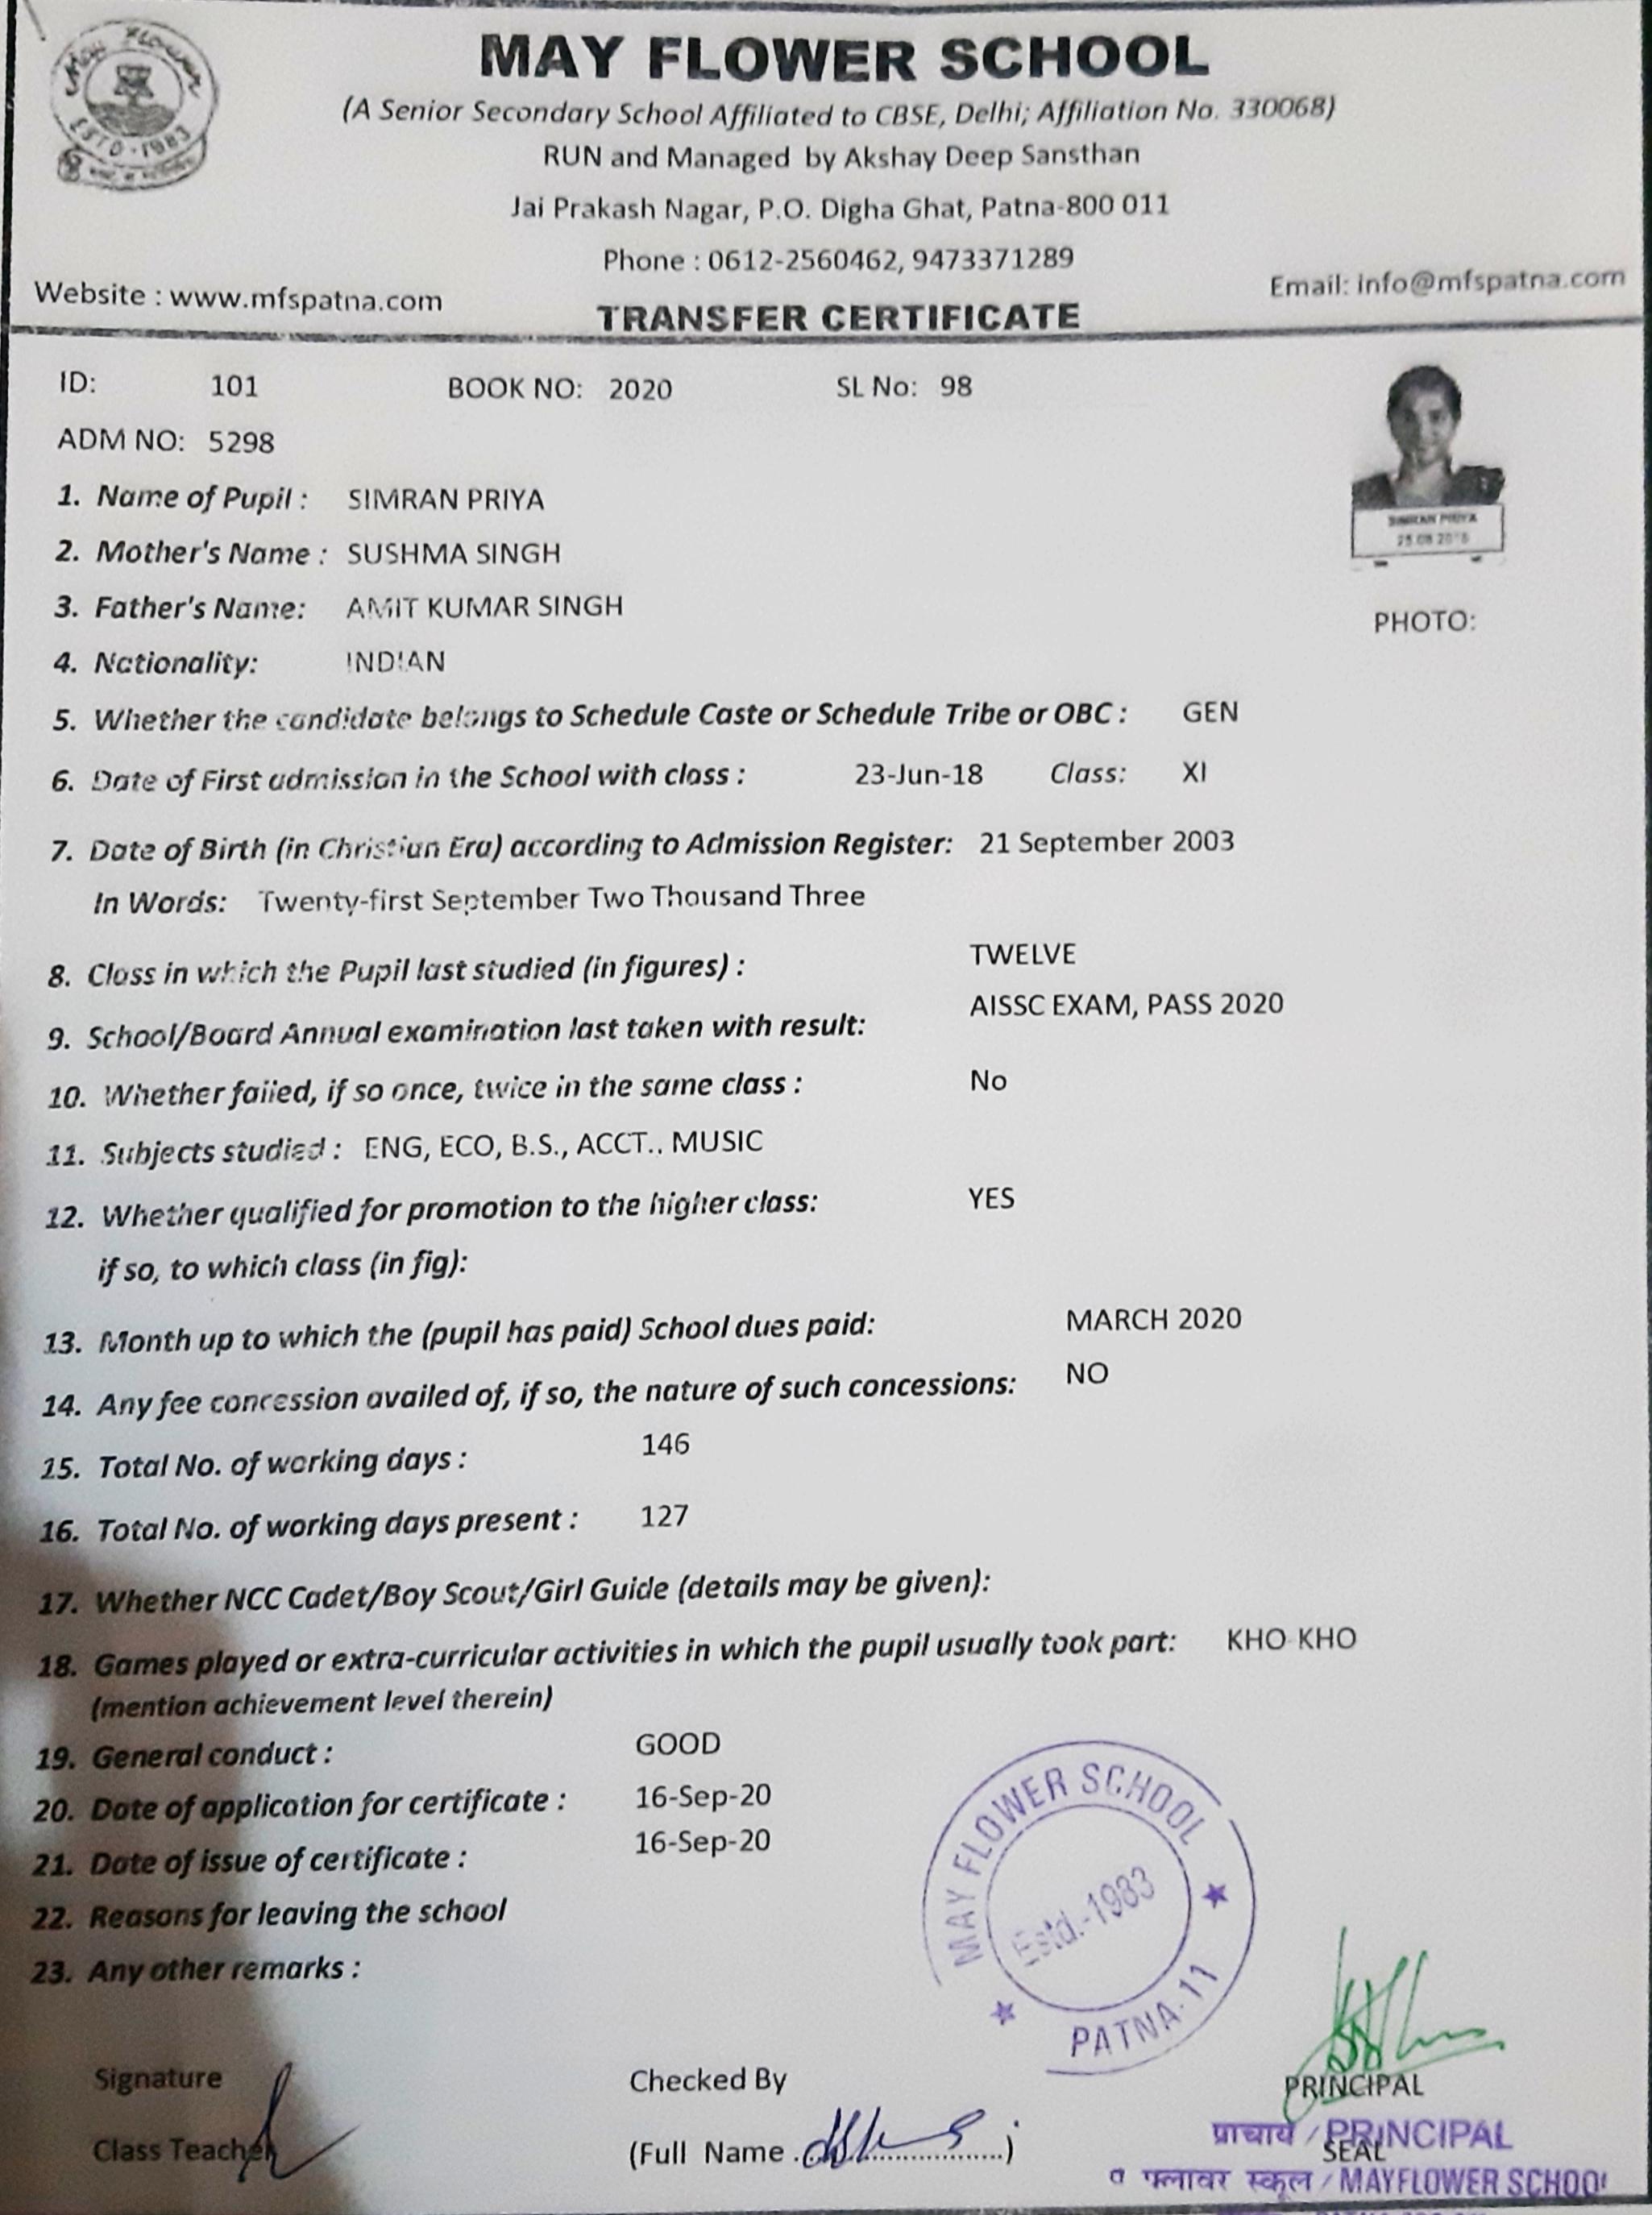 May Flower
ESTD-1983
MAY FLOWER SCHOOL
(A Senior Secondary School Affiliated to CBSE, Delhi; Affiliation No. 330068)
RUN and Managed by Akshay Deep Sansthan
Jai Prakash Nagar, P.O. Digha Ghat, Patna-800 011
Phone : 0612-2560462, 9473371289
Website : www.mfspatna.com
Email: info@mfspatna.com
TRANSFER CERTIFICATE
ID: 101 BOOK NO: 2020 SL No: 98
ADM NO: 5298
1. Name of Pupil : SIMRAN PRIYA
2. Mother's Name : SUSHMA SINGH
3. Father's Name: AMIT KUMAR SINGH
4. Nationality: INDIAN
SIMRAN PRIYA
PHOTO:
5. Whether the candidate belongs to Schedule Caste or Schedule Tribe or OBC : GEN
6. Date of First admission in the School with class : 23-Jun-18 Class: XI
7. Date of Birth (in Christian Era) according to Admission Register: 21 September 2003
In Words: Twenty-first September Two Thousand Three
8. Class in which the Pupil last studied (in figures) : TWELVE
9. School/Board Annual examination last taken with result: AISSC EXAM, PASS 2020
10. Whether failed, if so once, twice in the same class : No
11. Subjects studied : ENG, ECO, B.S., ACCT., MUSIC
12. Whether qualified for promotion to the higher class: YES
if so, to which class (in fig):
13. Month up to which the (pupil has paid) School dues paid: MARCH 2020
14. Any fee concession availed of, if so, the nature of such concessions: NO
15. Total No. of working days : 146
16. Total No. of working days present : 127
17. Whether NCC Cadet/Boy Scout/Girl Guide (details may be given):
18. Games played or extra-curricular activities in which the pupil usually took part: KHO KHO
(mention achievement level therein)
19. General conduct : GOOD
20. Date of application for certificate : 16-Sep-20
21. Date of issue of certificate : 16-Sep-20
22. Reasons for leaving the school
23. Any other remarks :
MAY FLOWER SCHOOL
Estd.-1983
PATNA-11
Signature
Class Teacher
Checked By
(Full Name ....................)
PRINCIPAL
SEAL
प्राचार्य / PRINCIPAL
फ्लावर स्कूल / MAYFLOWER SCHOOL